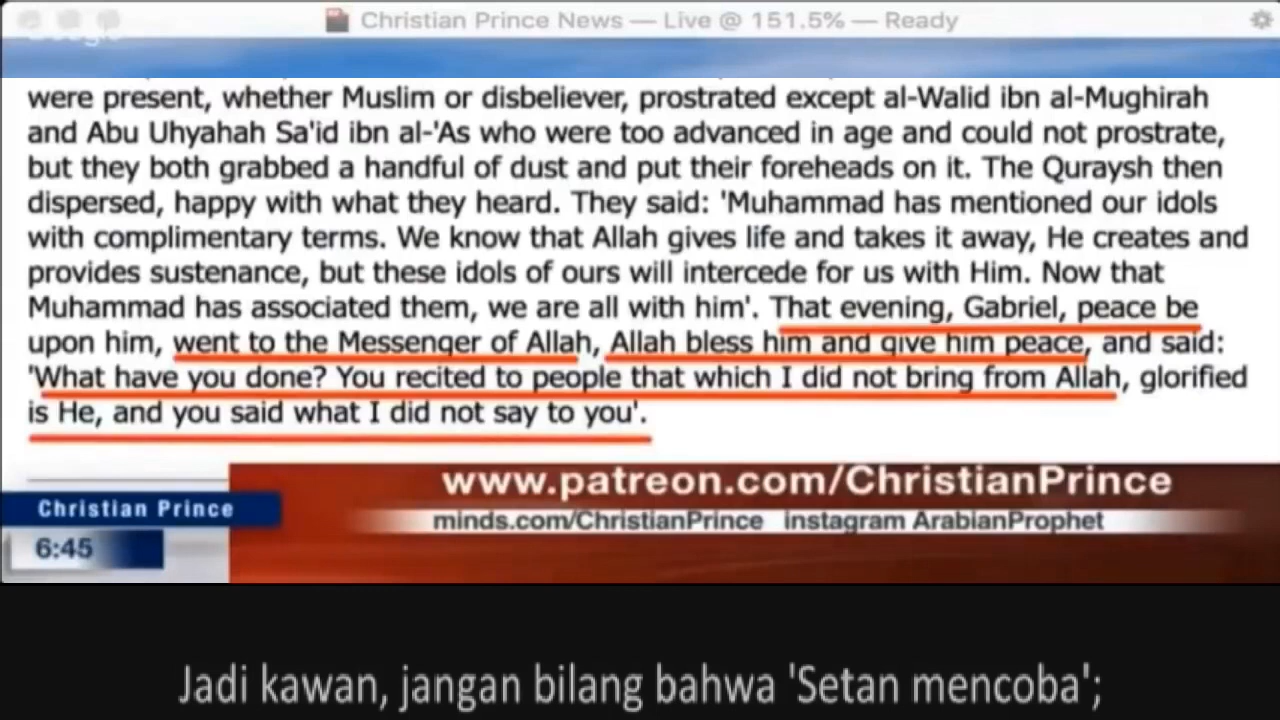 Christian Prince News — Live @ 151.5% — Ready
Google
were present, whether Muslim or disbeliever, prostrated except al-Walid ibn al-Mughirah
and Abu Uhyahah Sa'id ibn al-'As who were too advanced in age and could not prostrate,
but they both grabbed a handful of dust and put their foreheads on it. The Quraysh then
dispersed, happy with what they heard. They said: 'Muhammad has mentioned our idols
with complimentary terms. We know that Allah gives life and takes it away, He creates and
provides sustenance, but these idols of ours will intercede for us with Him. Now that
Muhammad has associated them, we are all with him'. That evening, Gabriel, peace be
upon him, went to the Messenger of Allah, Allah bless him and give him peace, and said:
'What have you done? You recited to people that which I did not bring from Allah, glorified
is He, and you said what I did not say to you'.
www.patreon.com/ChristianPrince
Christian Prince
minds.com/ChristianPrince instagram ArabianProphet
6:45
Jadi kawan, jangan bilang bahwa 'Setan mencoba';